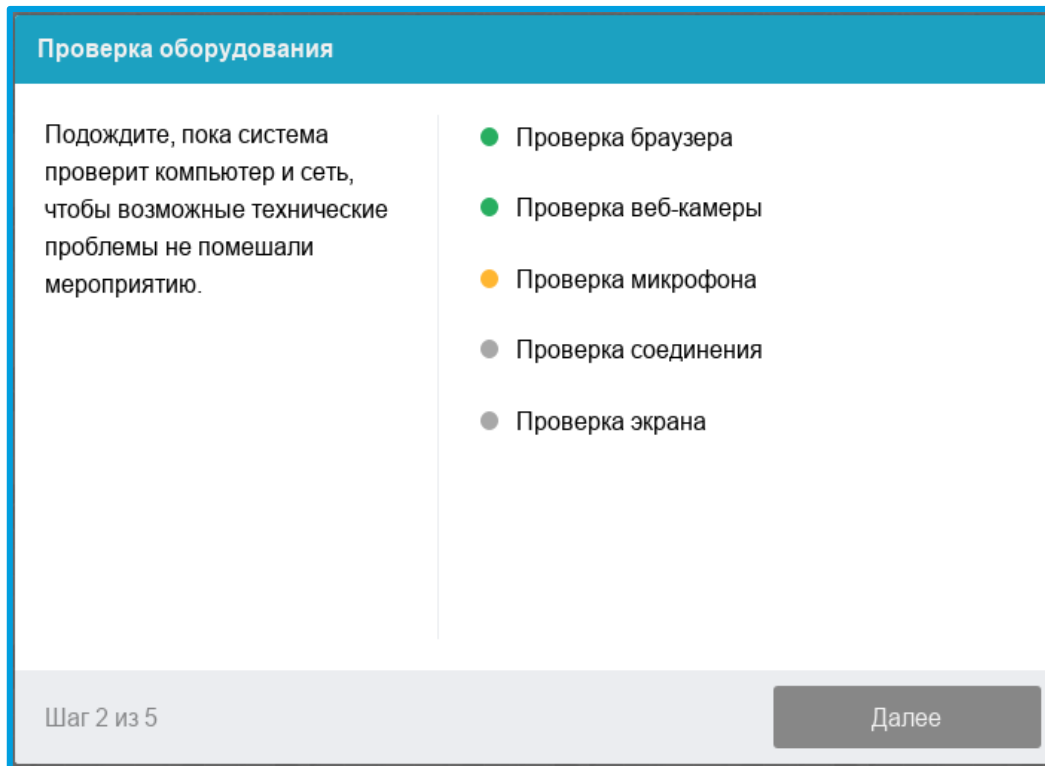 Проверка оборудования
Подождите, пока система
проверит компьютер и сеть,
чтобы возможные технические
проблемы не помешали
мероприятию.
Проверка браузера
Проверка веб-камеры
Проверка микрофона
Проверка соединения
Проверка экрана
Шаг 2 из 5
Далее